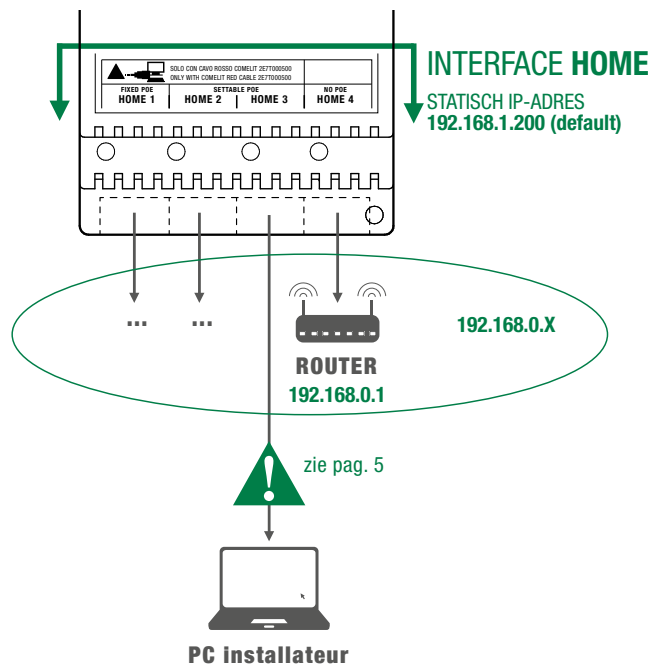 SOLO CON CAVO ROSSO COMELIT 2E7T000500
ONLY WITH COMELIT RED CABLE 2E7T000500
FIXED POE SETTABLE POE NO POE
HOME 1 HOME 2 HOME 3 HOME 4
INTERFACE HOME
STATISCH IP-ADRES
192.168.1.200 (default)
... ...
192.168.0.X
ROUTER
192.168.0.1
zie pag. 5
PC installateur